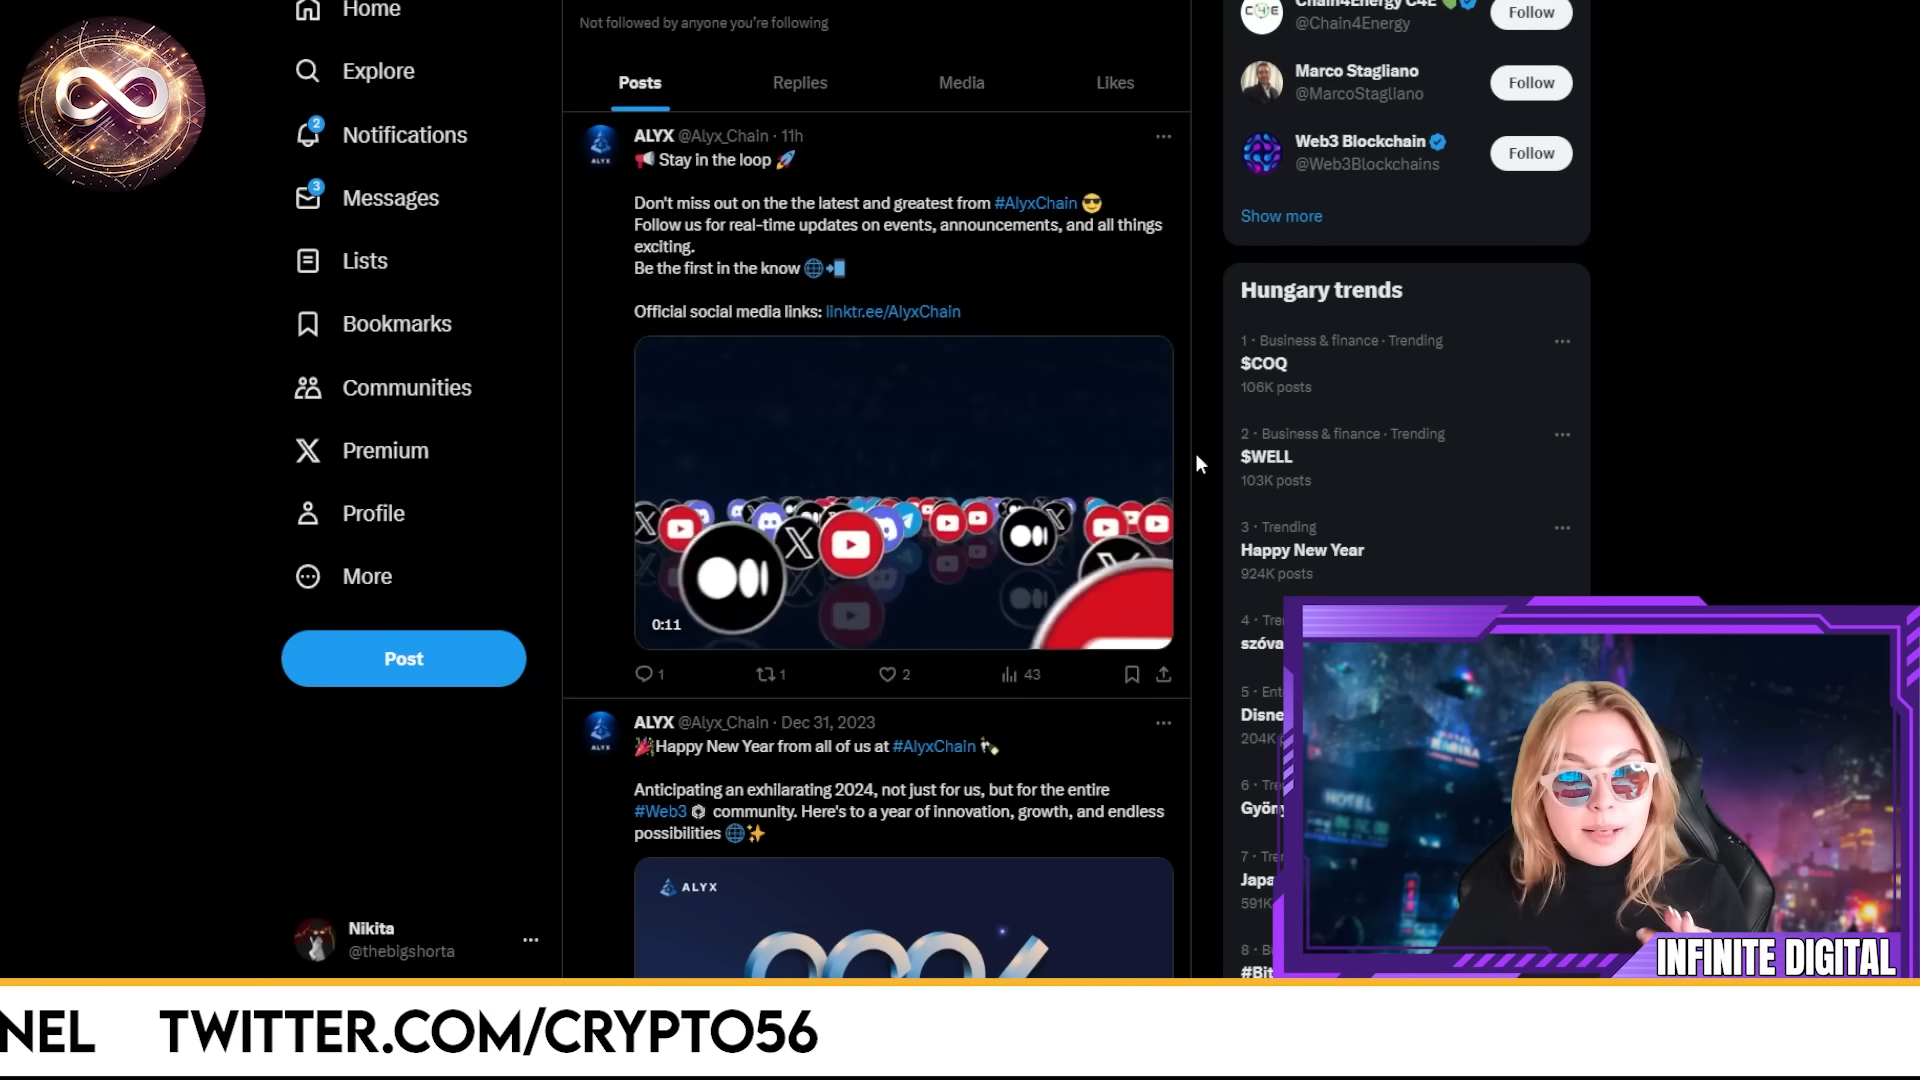 Home
Explore
2
Notifications
3
Messages
Lists
Bookmarks
Communities
Premium
Profile
More
Post
Nikita
@thebigshorta
Not followed by anyone you're following
Posts Replies Media Likes
ALYX @Alyx_Chain · 11h
Stay in the loop
Don't miss out on the the latest and greatest from #AlyxChain
Follow us for real-time updates on events, announcements, and all things
exciting.
Be the first in the know
Official social media links: linktr.ee/AlyxChain
0:11
1 1 2 43
ALYX @Alyx_Chain · Dec 31, 2023
Happy New Year from all of us at #AlyxChain
Anticipating an exhilarating 2024, not just for us, but for the entire
#Web3 community. Here's to a year of innovation, growth, and endless
possibilities
ALYX
ALYX
ALYX
Chain4Energy C4E
C4E
@Chain4Energy
Follow
Marco Stagliano
@MarcoStagliano
Follow
Web3 Blockchain
@Web3Blockchains
Follow
Show more
Hungary trends
1 · Business & finance · Trending
$COQ
106K posts
2 · Business & finance · Trending
$WELL
103K posts
3 · Trending
Happy New Year
924K posts
4 · Tre
szóva
5 · Ent
Disne
204K
6 · Tre
Gyöny
7 · Tre
Japa
591K
8 · B
#Bit
HOTEL
INFINITE DIGITAL
NEL TWITTER.COM/CRYPTO56